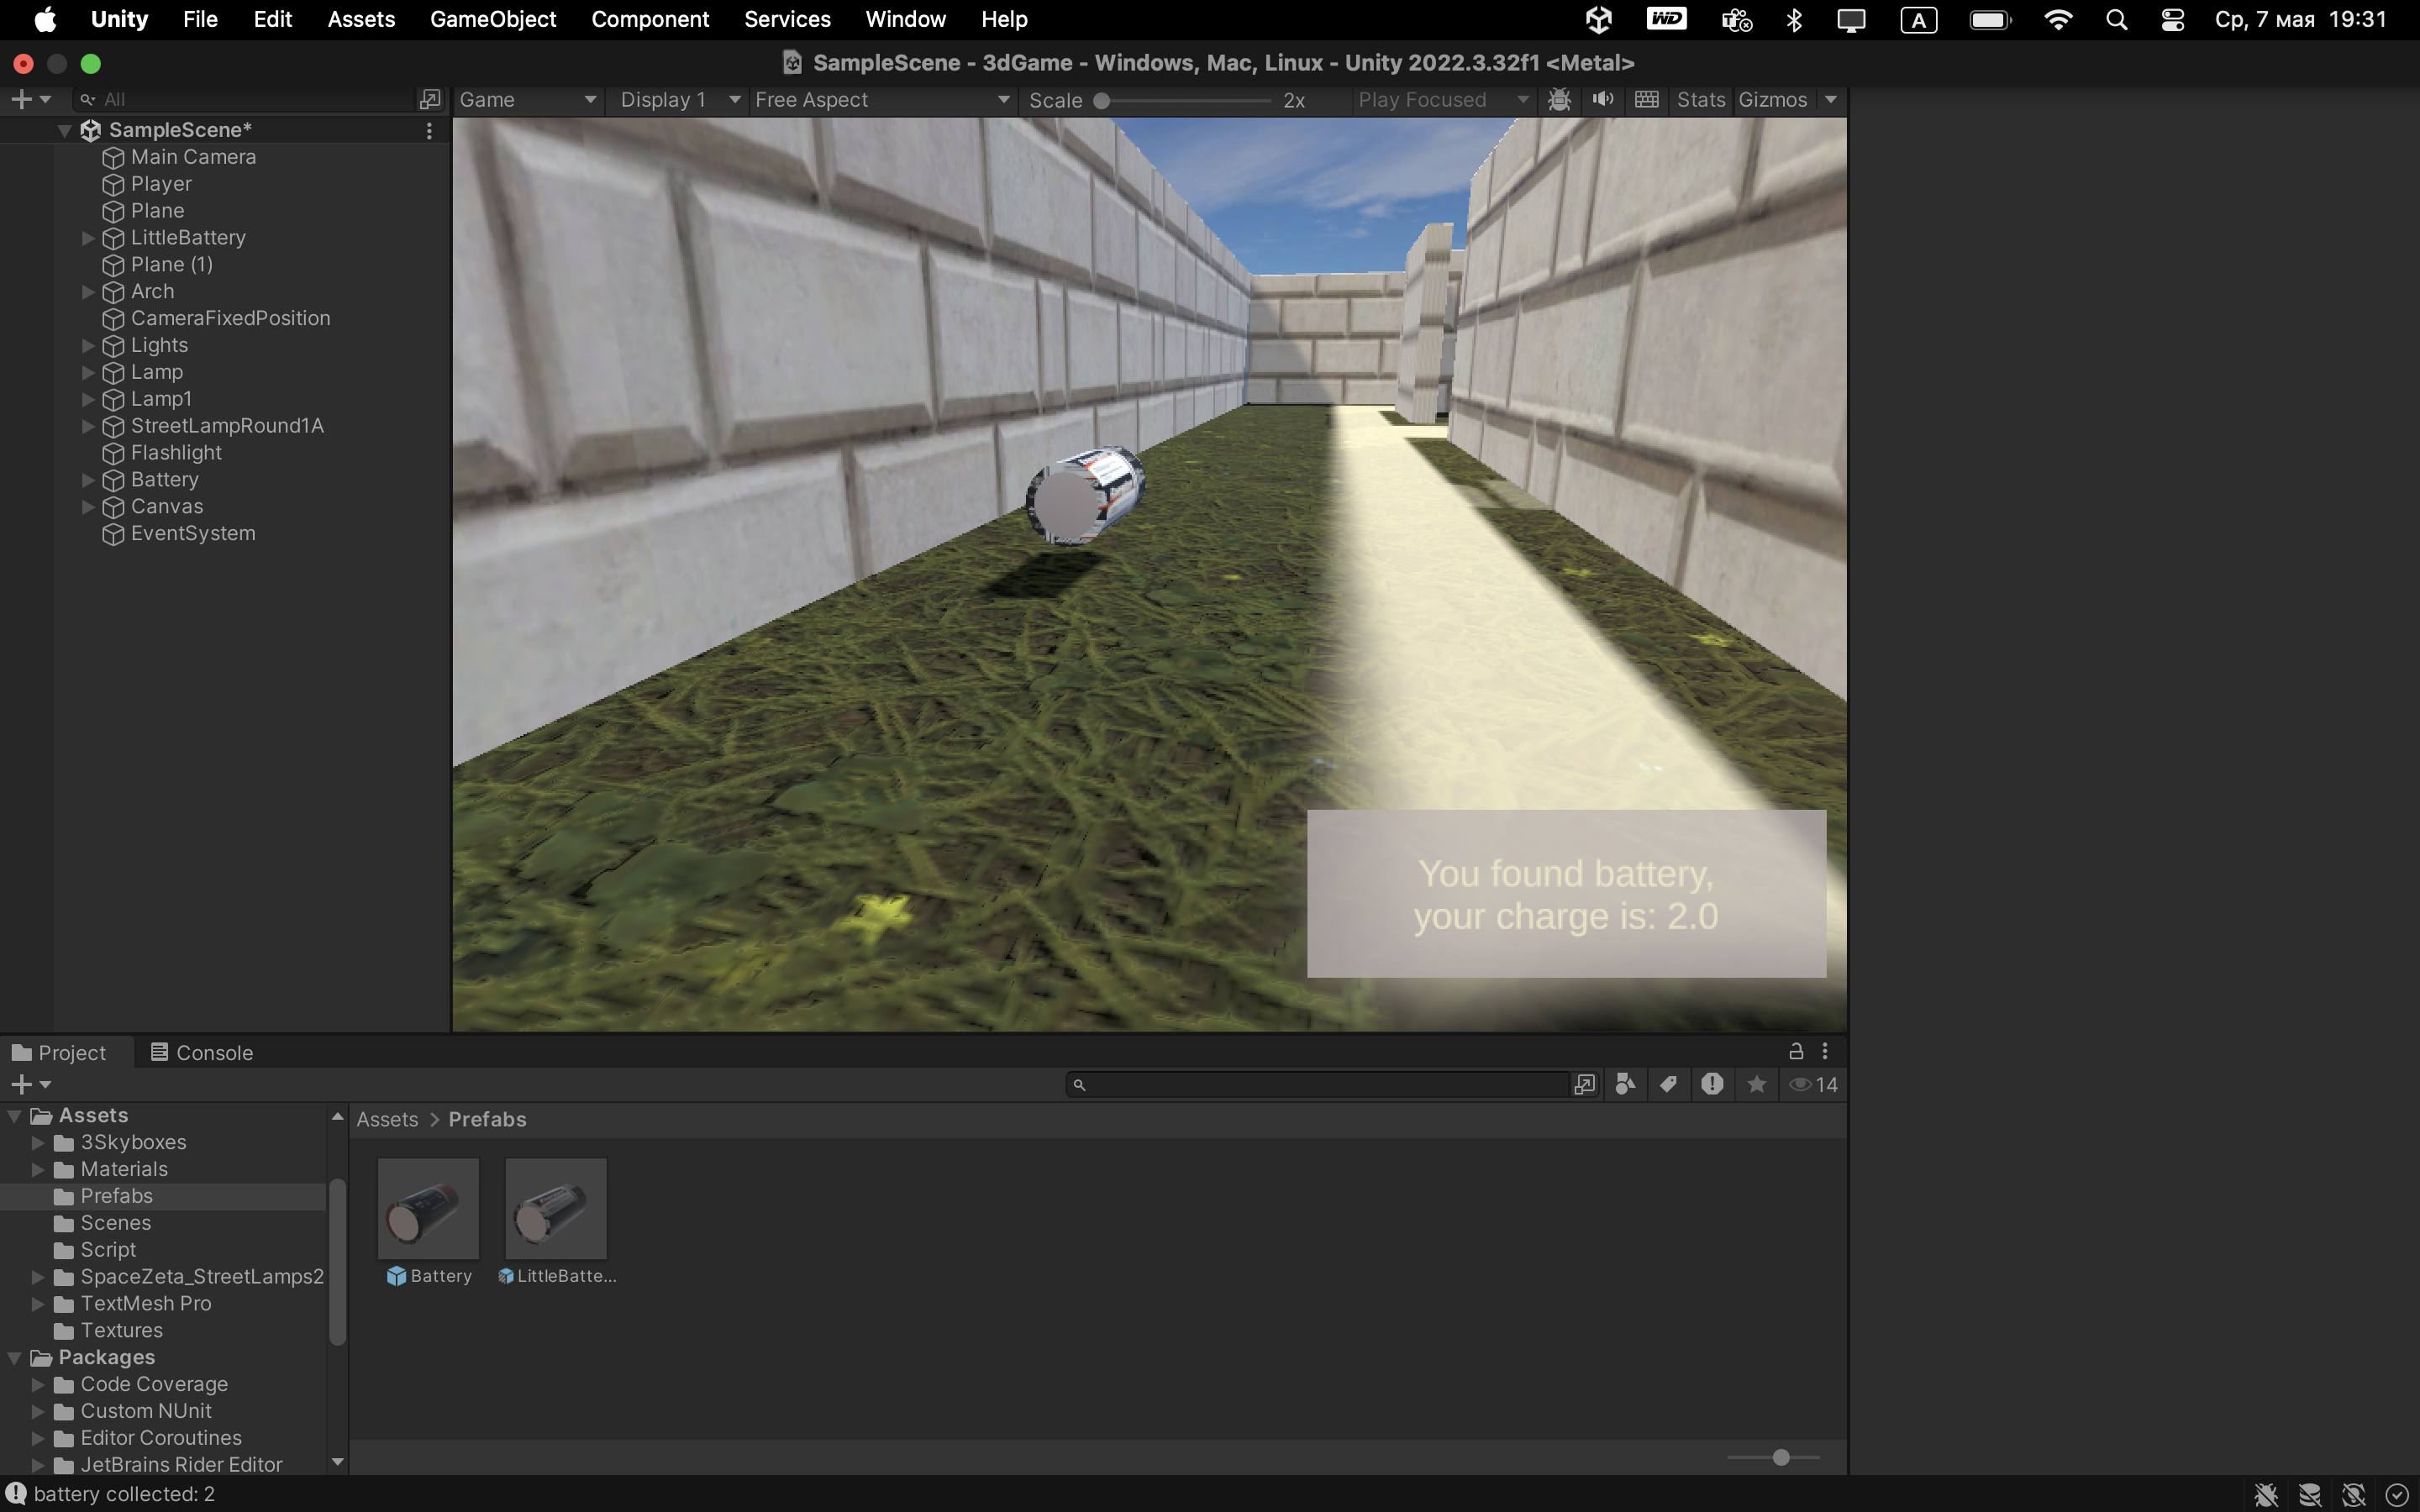 Unity File Edit Assets GameObject Component Services Window Help WD A Ср, 7 мая 19:31
SampleScene - 3dGame - Windows, Mac, Linux - Unity 2022.3.32f1 <Metal>
All
Game Display 1 Free Aspect Scale 2x Play Focused Stats Gizmos
SampleScene*
Main Camera
Player
Plane
LittleBattery
Plane (1)
Arch
CameraFixedPosition
Lights
Lamp
Lamp1
StreetLampRound1A
Flashlight
Battery
Canvas
EventSystem
You found battery,
your charge is: 2.0
Project Console
14
Assets
3Skyboxes
Materials
Prefabs
Scenes
Script
SpaceZeta_StreetLamps2
TextMesh Pro
Textures
Packages
Code Coverage
Custom NUnit
Editor Coroutines
JetBrains Rider Editor
Assets > Prefabs
Battery LittleBatte...
battery collected: 2